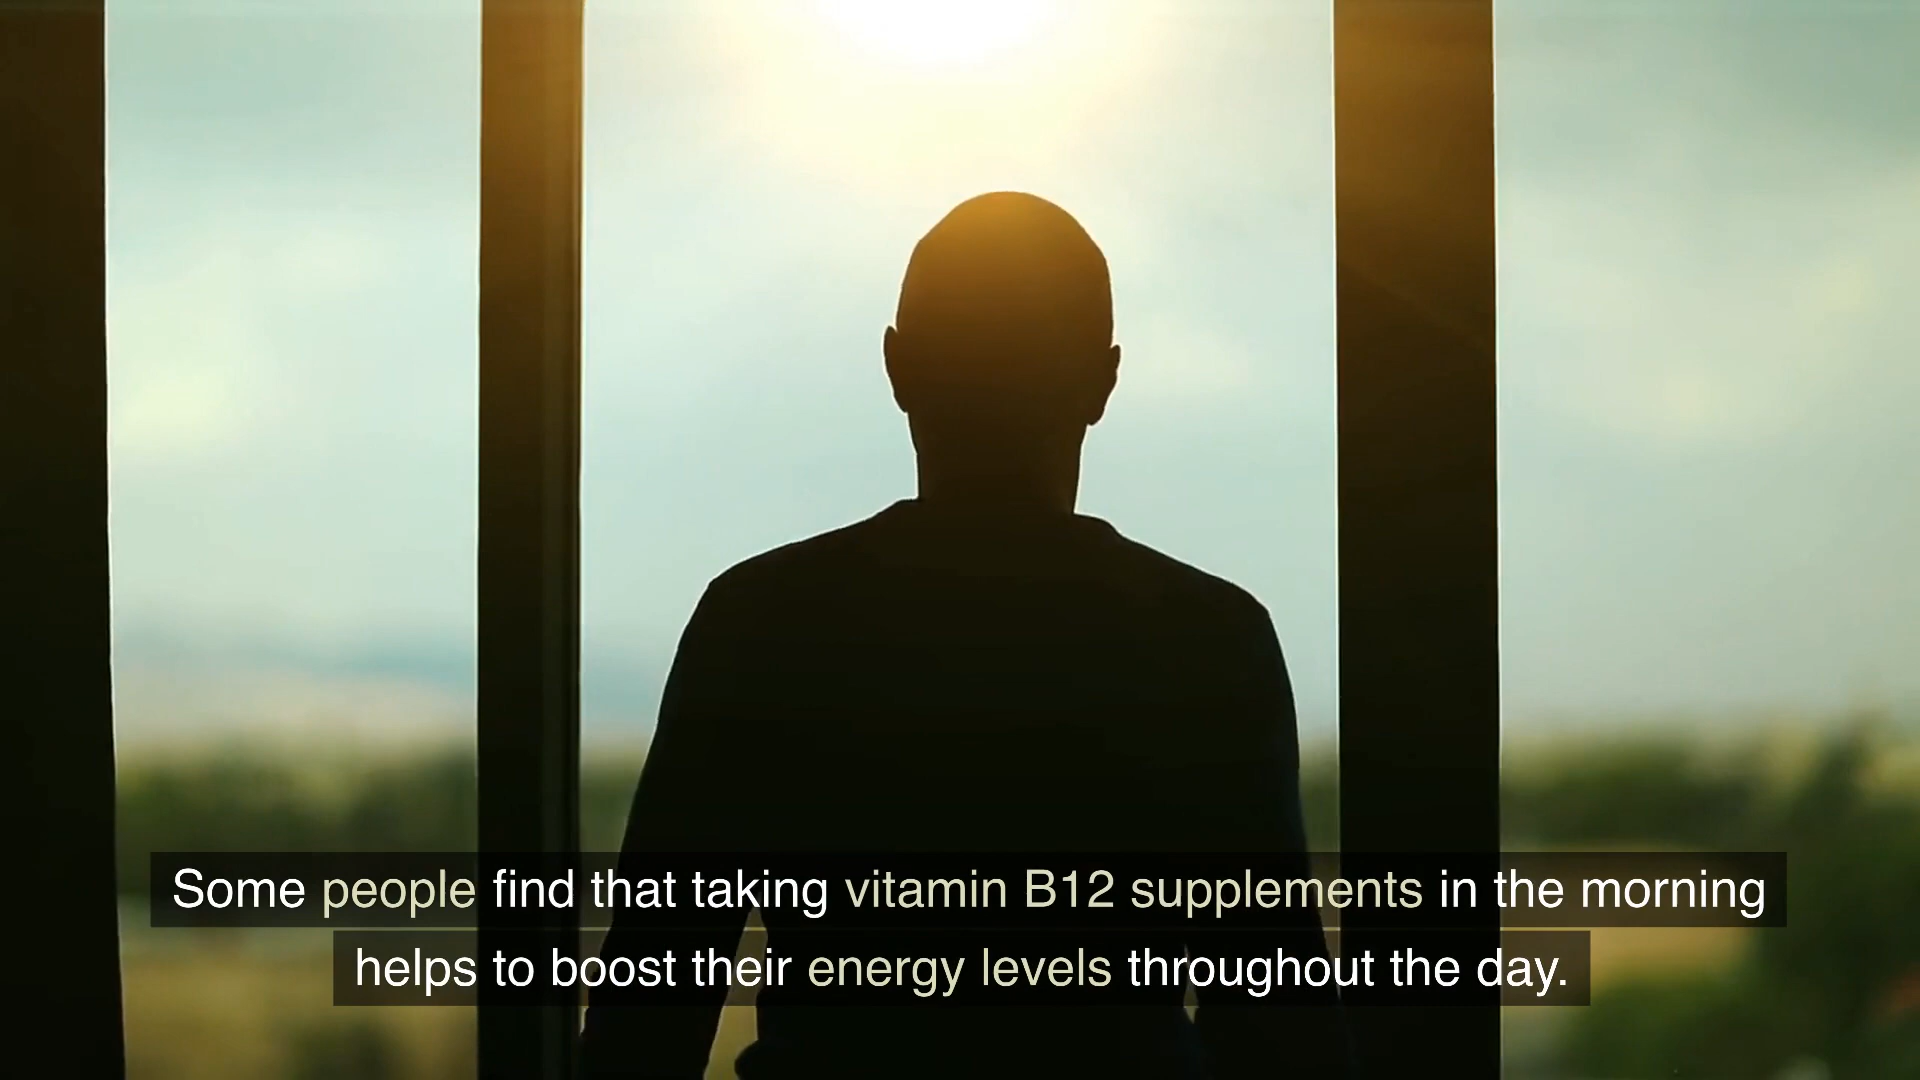 Some people find that taking vitamin B12 supplements in the morning
helps to boost their energy levels throughout the day.